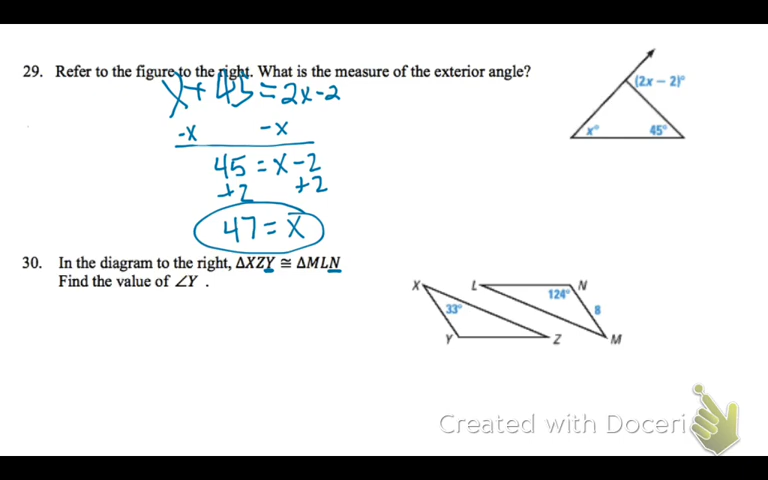 29. Refer to the figure to the right. What is the measure of the exterior angle?
x + 45 = 2x - 2
-x -x
45 = x - 2
+2 +2
47 = x
(2x – 2)°
x° 45°
30. In the diagram to the right, ΔXZY ≅ ΔMLN
Find the value of ∠Y .
X L N
124°
33° 8
Y Z M
Created with Doceri